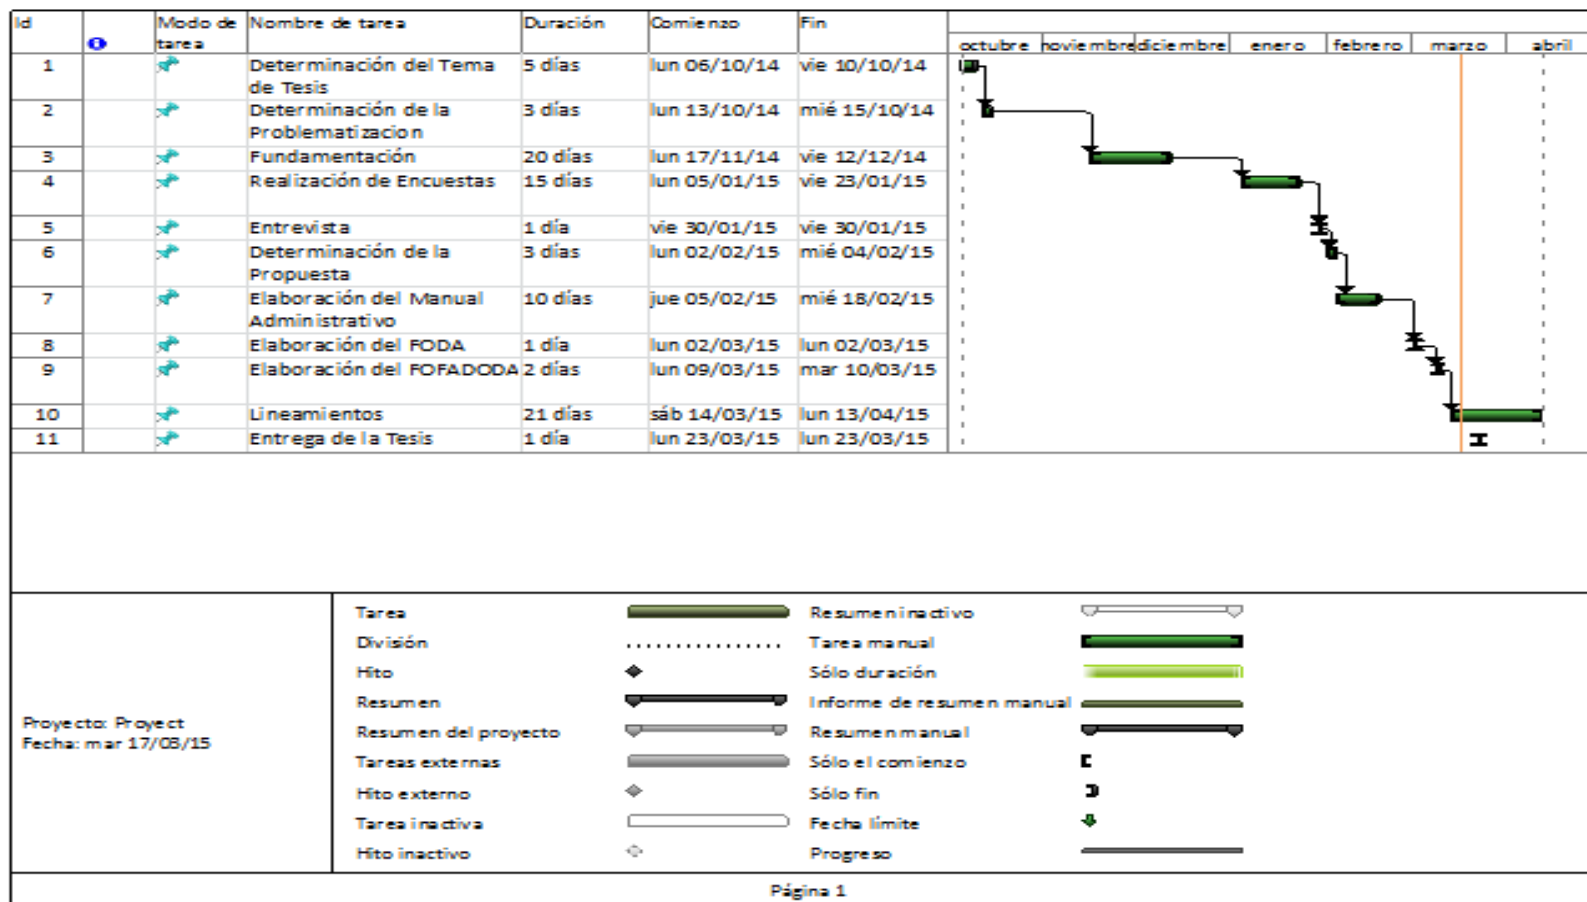 Id Modo de tarea Nombre de tarea Duración Comienzo Fin
octubre noviembre diciembre enero febrero marzo abril
1 Determinación del Tema de Tesis 5 días lun 06/10/14 vie 10/10/14
2 Determinación de la Problematizacion 3 días lun 13/10/14 mié 15/10/14
3 Fundamentación 20 días lun 17/11/14 vie 12/12/14
4 Realización de Encuestas 15 días lun 05/01/15 vie 23/01/15
5 Entrevista 1 día vie 30/01/15 vie 30/01/15
6 Determinación de la Propuesta 3 días lun 02/02/15 mié 04/02/15
7 Elaboración del Manual Administrativo 10 días jue 05/02/15 mié 18/02/15
8 Elaboración del FODA 1 día lun 02/03/15 lun 02/03/15
9 Elaboración del FOFADODA 2 días lun 09/03/15 mar 10/03/15
10 Lineamientos 21 días sáb 14/03/15 lun 13/04/15
11 Entrega de la Tesis 1 día lun 23/03/15 lun 23/03/15
Proyecto: Proyect
Fecha: mar 17/03/15
Tarea
División
Hito
Resumen
Resumen del proyecto
Tareas externas
Hito externo
Tarea inactiva
Hito inactivo
Resumen inactivo
Tarea manual
Sólo duración
Informe de resumen manual
Resumen manual
Sólo el comienzo
Sólo fin
Fecha límite
Progreso
Página 1